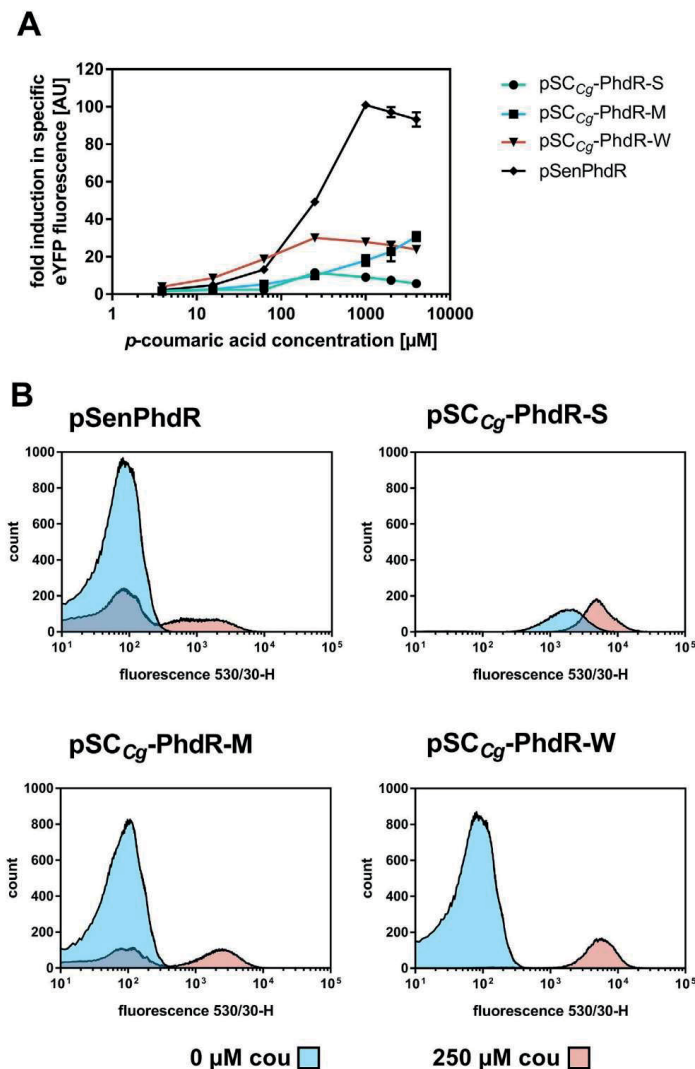 A
fold induction in specific
eYFP fluorescence [AU]
120
100
80
60
40
20
0
1 10 100 1000 10000
p-coumaric acid concentration [µM]
pSCCg-PhdR-S
pSCCg-PhdR-M
pSCCg-PhdR-W
pSenPhdR
B
pSenPhdR
count
1000
800
600
400
200
0
10¹ 10² 10³ 10⁴ 10⁵
fluorescence 530/30-H
pSCCg-PhdR-S
count
1000
800
600
400
200
0
10¹ 10² 10³ 10⁴ 10⁵
fluorescence 530/30-H
pSCCg-PhdR-M
count
1000
800
600
400
200
0
10¹ 10² 10³ 10⁴ 10⁵
fluorescence 530/30-H
pSCCg-PhdR-W
count
1000
800
600
400
200
0
10¹ 10² 10³ 10⁴ 10⁵
fluorescence 530/30-H
0 µM cou 250 µM cou